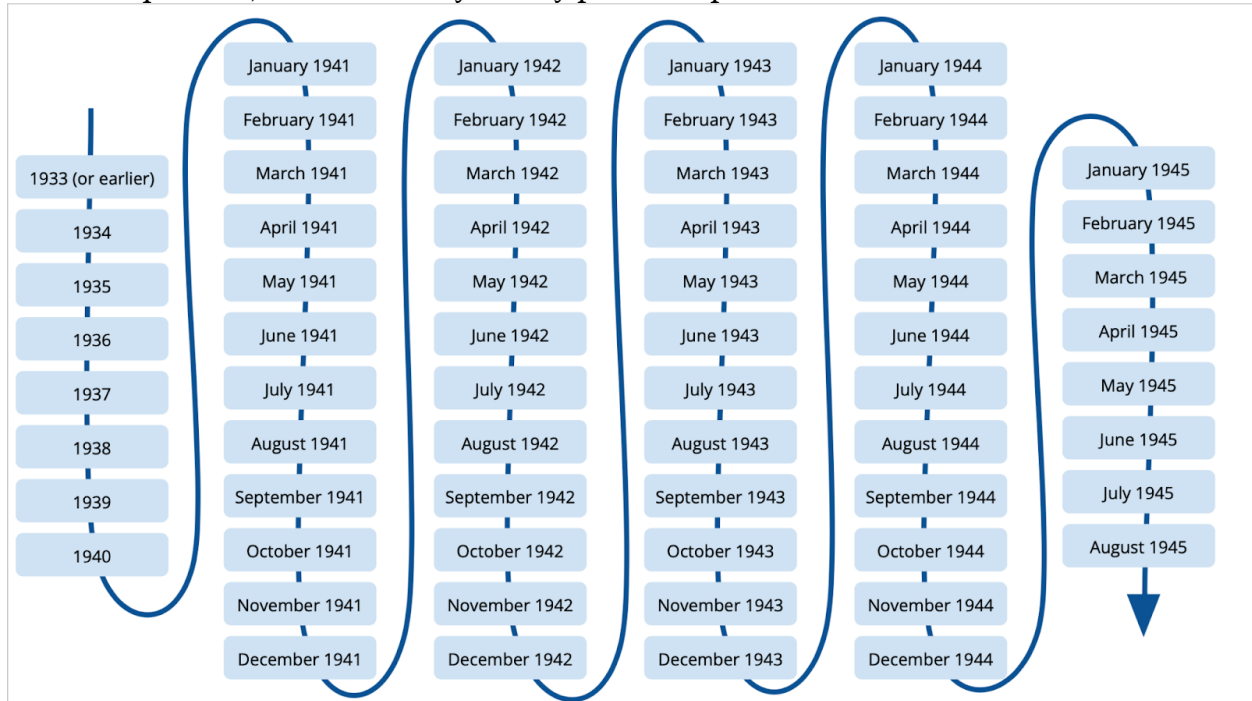 1933 (or earlier)
1934
1935
1936
1937
1938
1939
1940
January 1941
February 1941
March 1941
April 1941
May 1941
June 1941
July 1941
August 1941
September 1941
October 1941
November 1941
December 1941
January 1942
February 1942
March 1942
April 1942
May 1942
June 1942
July 1942
August 1942
September 1942
October 1942
November 1942
December 1942
January 1943
February 1943
March 1943
April 1943
May 1943
June 1943
July 1943
August 1943
September 1943
October 1943
November 1943
December 1943
January 1944
February 1944
March 1944
April 1944
May 1944
June 1944
July 1944
August 1944
September 1944
October 1944
November 1944
December 1944
January 1945
February 1945
March 1945
April 1945
May 1945
June 1945
July 1945
August 1945